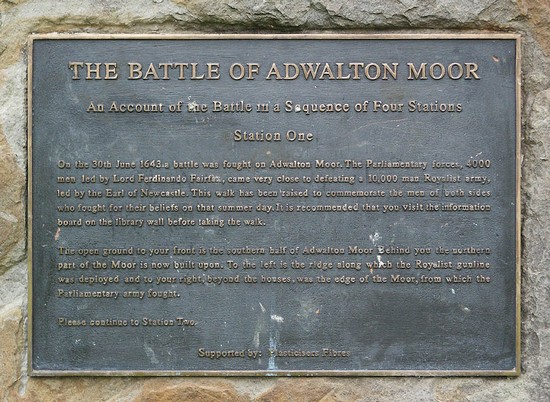 THE BATTLE OF ADWALTON MOOR
An Account of the Battle in a Sequence of Four Stations
Station One
On the 30th June 1643 a battle was fought on Adwalton Moor. The Parliamentary forces, 4000
men led by Lord Ferdinando Fairfax, came very close to defeating a 10,000 man Royalist army,
led by the Earl of Newcastle. This walk has been raised to commemorate the men of both sides
who fought for their beliefs on that summer day. It is recommended that you visit the information
board on the library wall before taking the walk.
The open ground to your front is the southern half of Adwalton Moor. Behind you the northern
part of the Moor is now built upon. To the left is the ridge along which the Royalist gunline
was deployed and to your right, beyond the houses, was the edge of the Moor, from which the
Parliamentary army fought.
Please continue to Station Two.
Supported by: Plasticisers Fibres